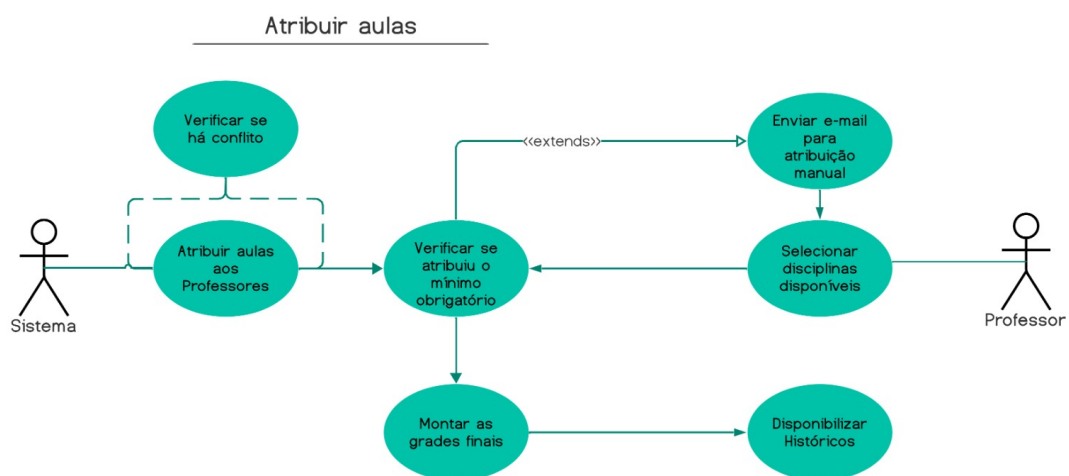 Atribuir aulas
Verificar se
há conflito
<<extends>>
Enviar e-mail
para
atribuição
manual
Sistema
Atribuir aulas
aos
Professores
Verificar se
atribuiu o
mínimo
obrigatório
Selecionar
disciplinas
disponíveis
Professor
Montar as
grades finais
Disponibilizar
Históricos